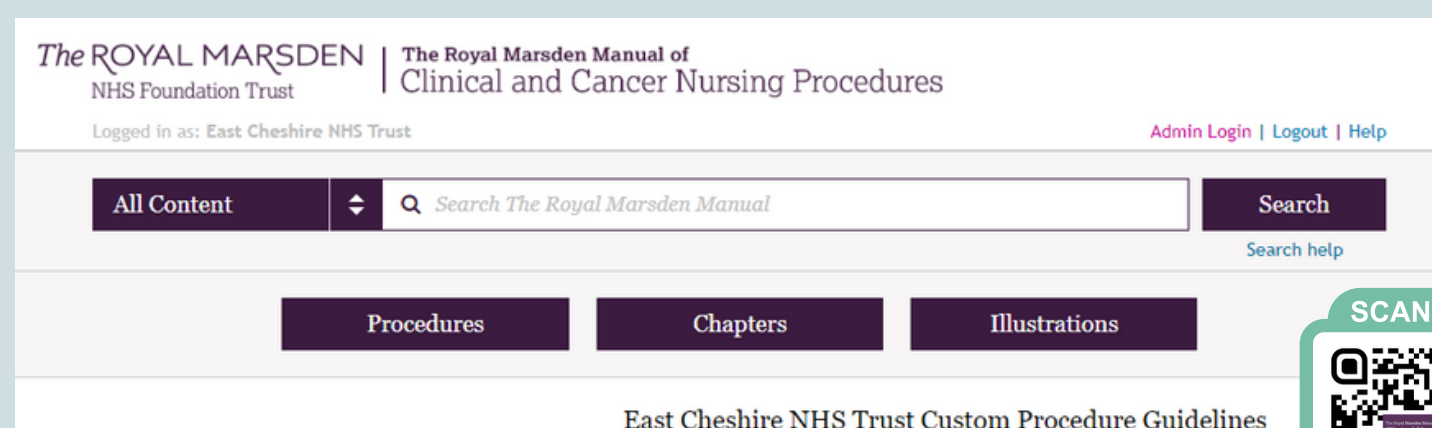 The ROYAL MARSDEN
NHS Foundation Trust
The Royal Marsden Manual of
Clinical and Cancer Nursing Procedures
Logged in as: East Cheshire NHS Trust
Admin Login | Logout | Help
All Content
Search The Royal Marsden Manual
Search
Search help
Procedures
Chapters
Illustrations
SCAN
East Cheshire NHS Trust Custom Procedure Guidelines